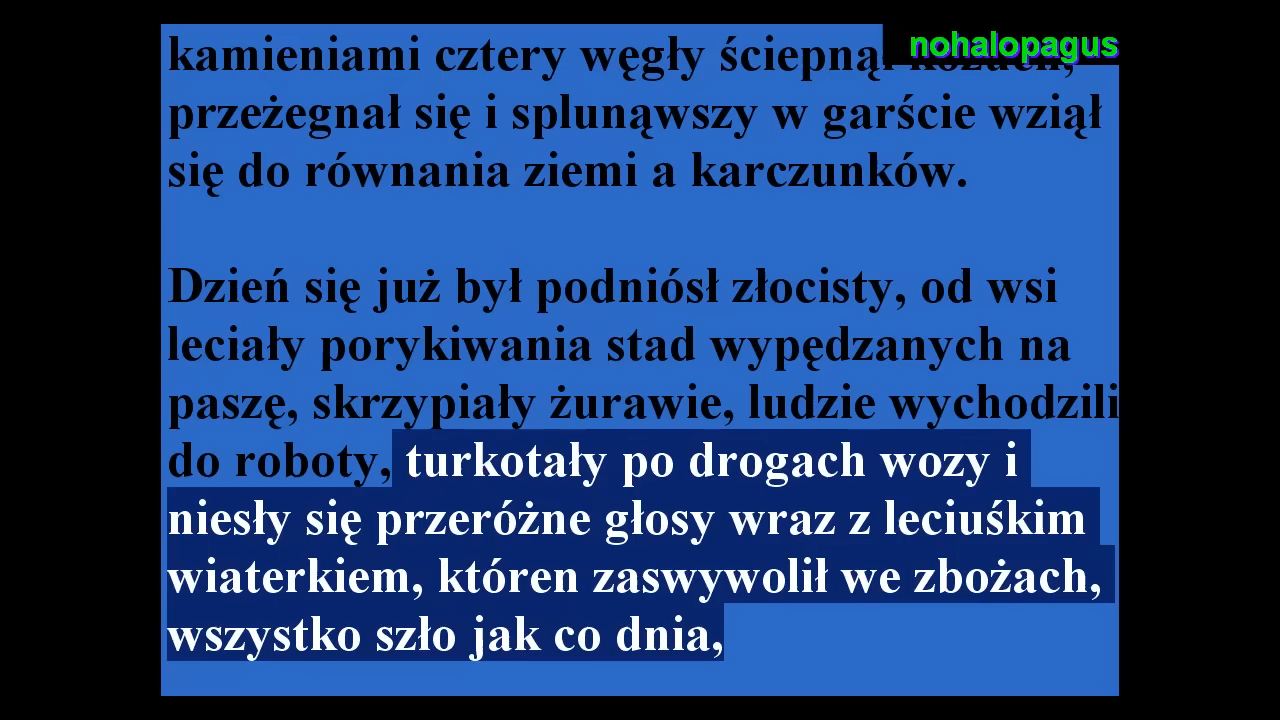 nohalopagus
kamieniami cztery węgły ściepnął kożuch,
przeżegnał się i splunąwszy w garście wziął
się do równania ziemi a karczunków.
Dzień się już był podniósł złocisty, od wsi
leciały porykiwania stad wypędzanych na
paszę, skrzypiały żurawie, ludzie wychodzili
do roboty, turkotały po drogach wozy i
niesły się przeróżne głosy wraz z leciuśkim
wiaterkiem, któren zaswywolił we zbożach,
wszystko szło jak co dnia,